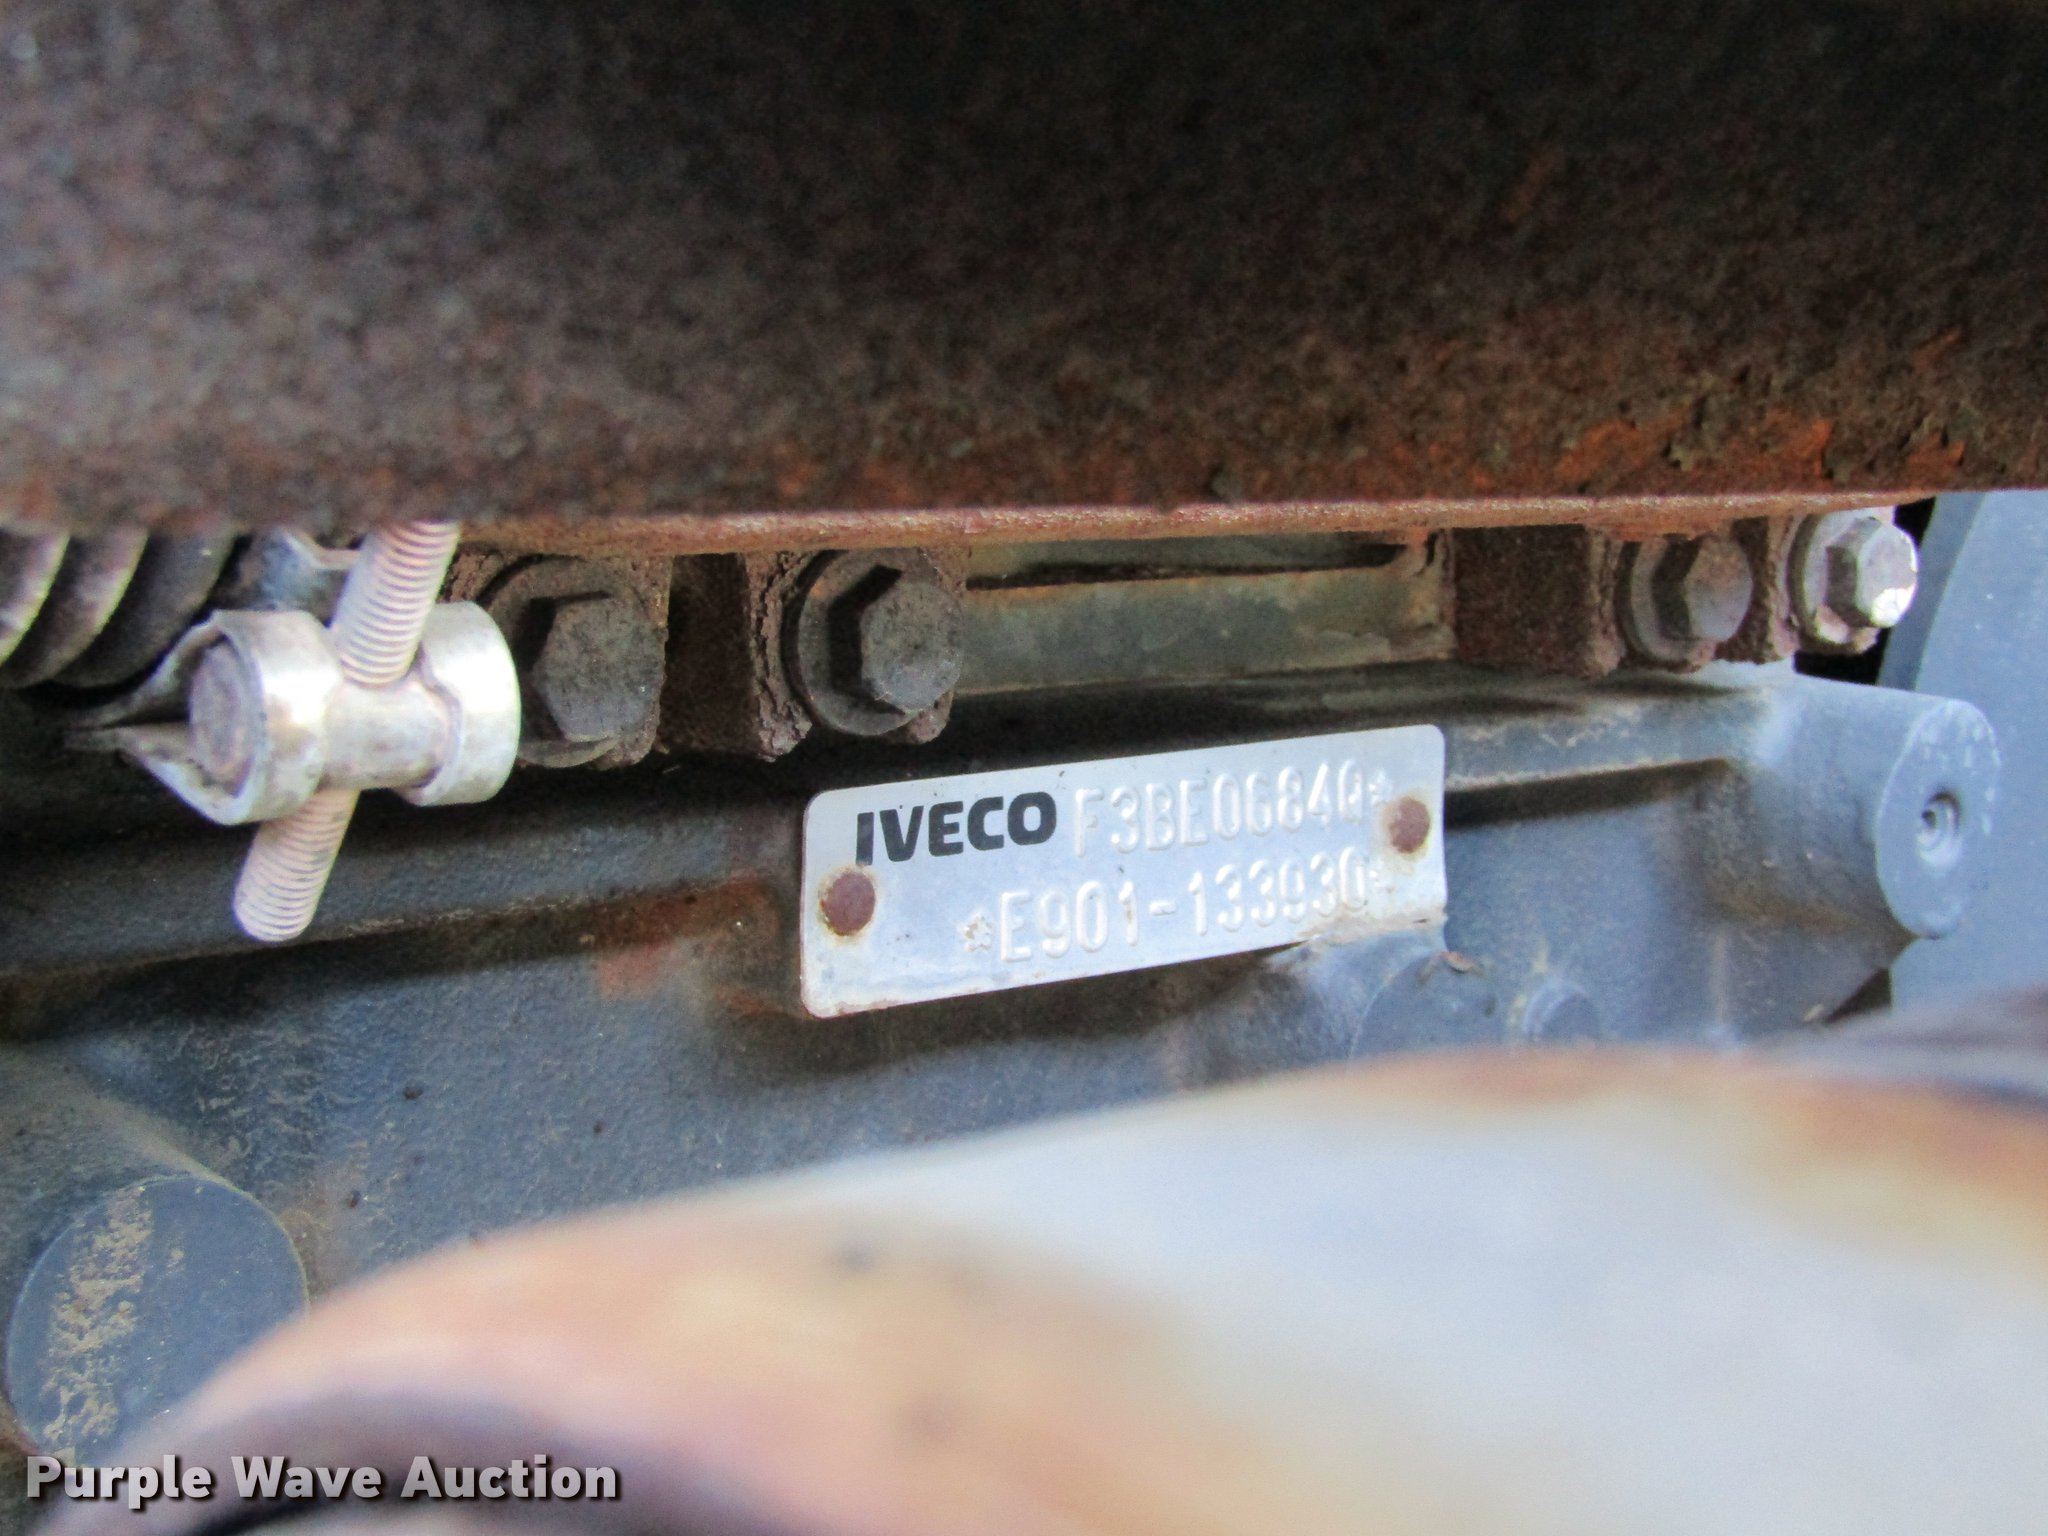 IVECO F3BE0684Q*
*E901-133930*
Purple Wave Auction